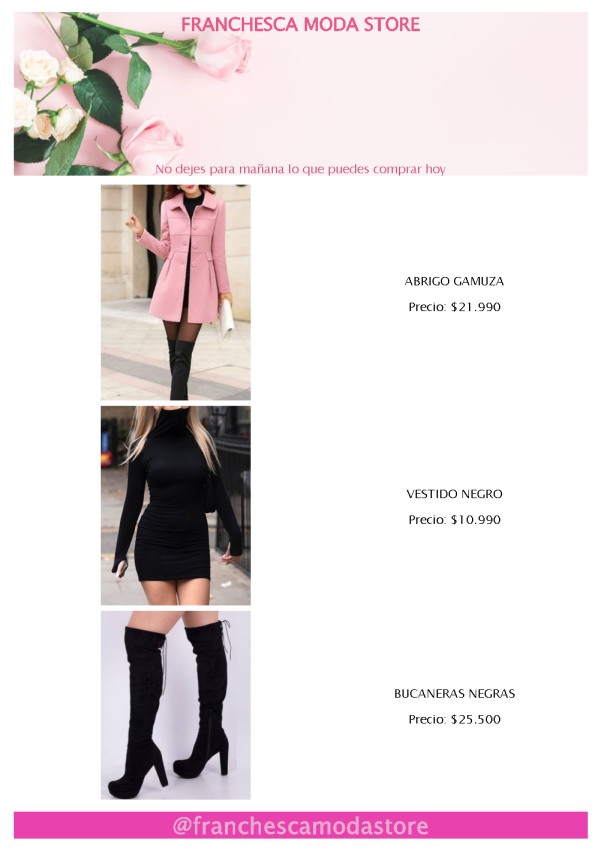 FRANCHESCA MODA STORE
No dejes para mañana lo que puedes comprar hoy
ABRIGO GAMUZA
Precio: $21.990
VESTIDO NEGRO
Precio: $10.990
BUCANERAS NEGRAS
Precio: $25.500
@franchescamodastore